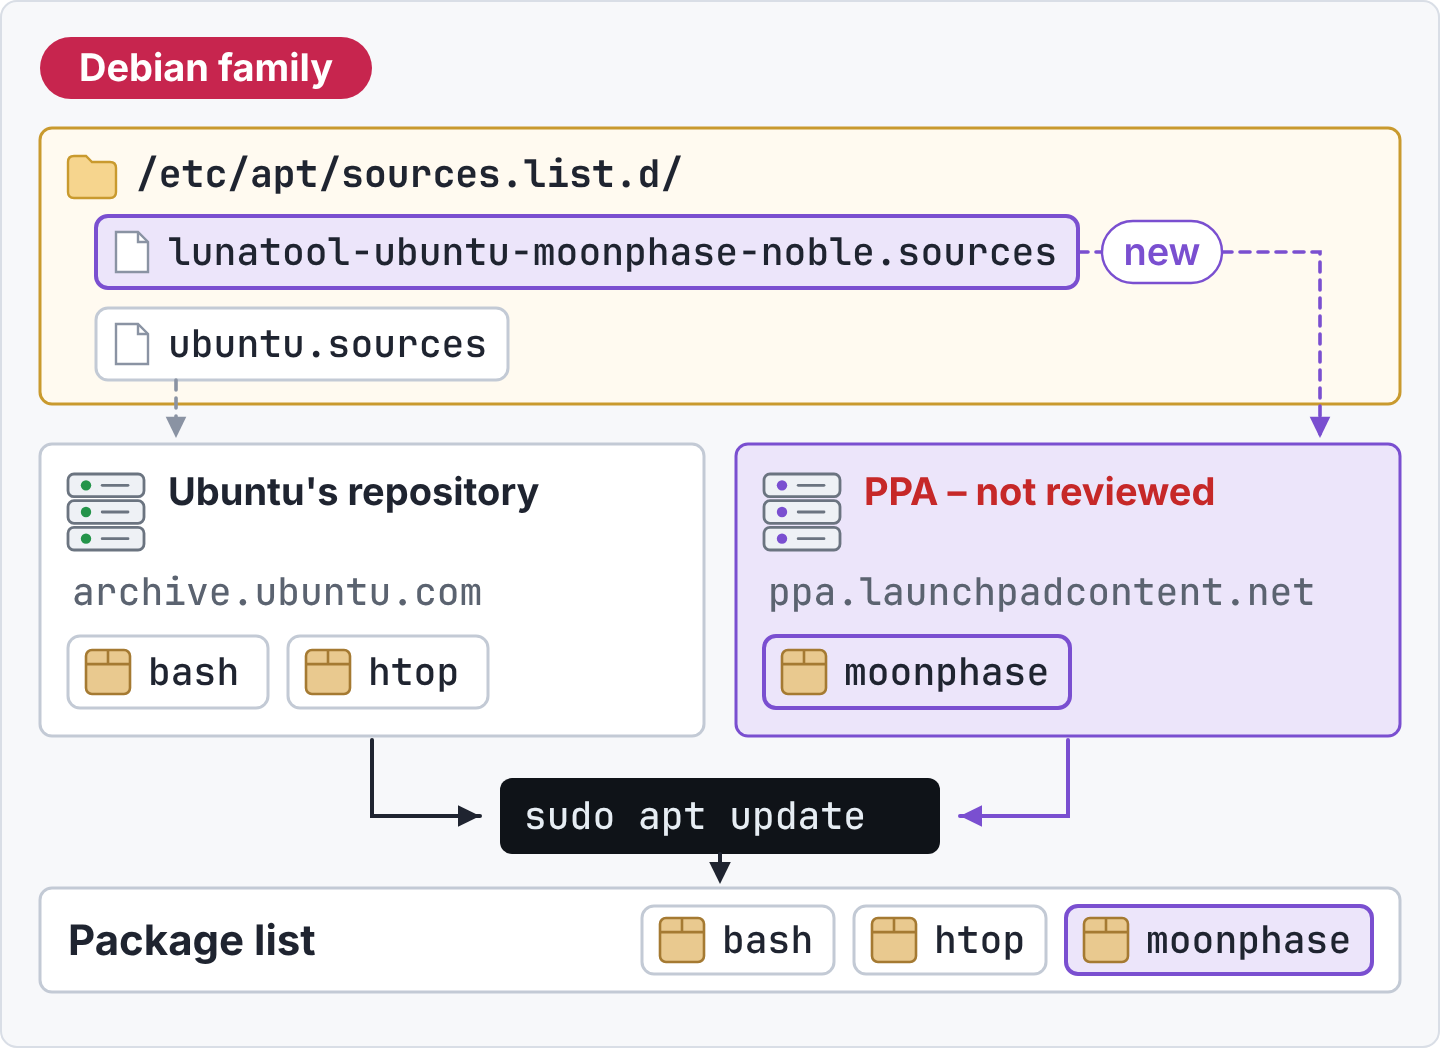 Debian family
/etc/apt/sources.list.d/
lunatool-ubuntu-moonphase-noble.sources
new
ubuntu.sources
Ubuntu's repository
archive.ubuntu.com
bash
htop
PPA – not reviewed
ppa.launchpadcontent.net
moonphase
sudo apt update
Package list
bash
htop
moonphase